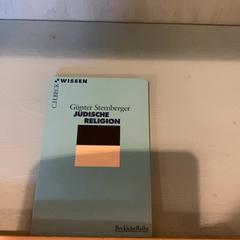 C.H.BECK
WISSEN
Günter Stemberger
JÜDISCHE
RELIGION
Beck'sche Reihe